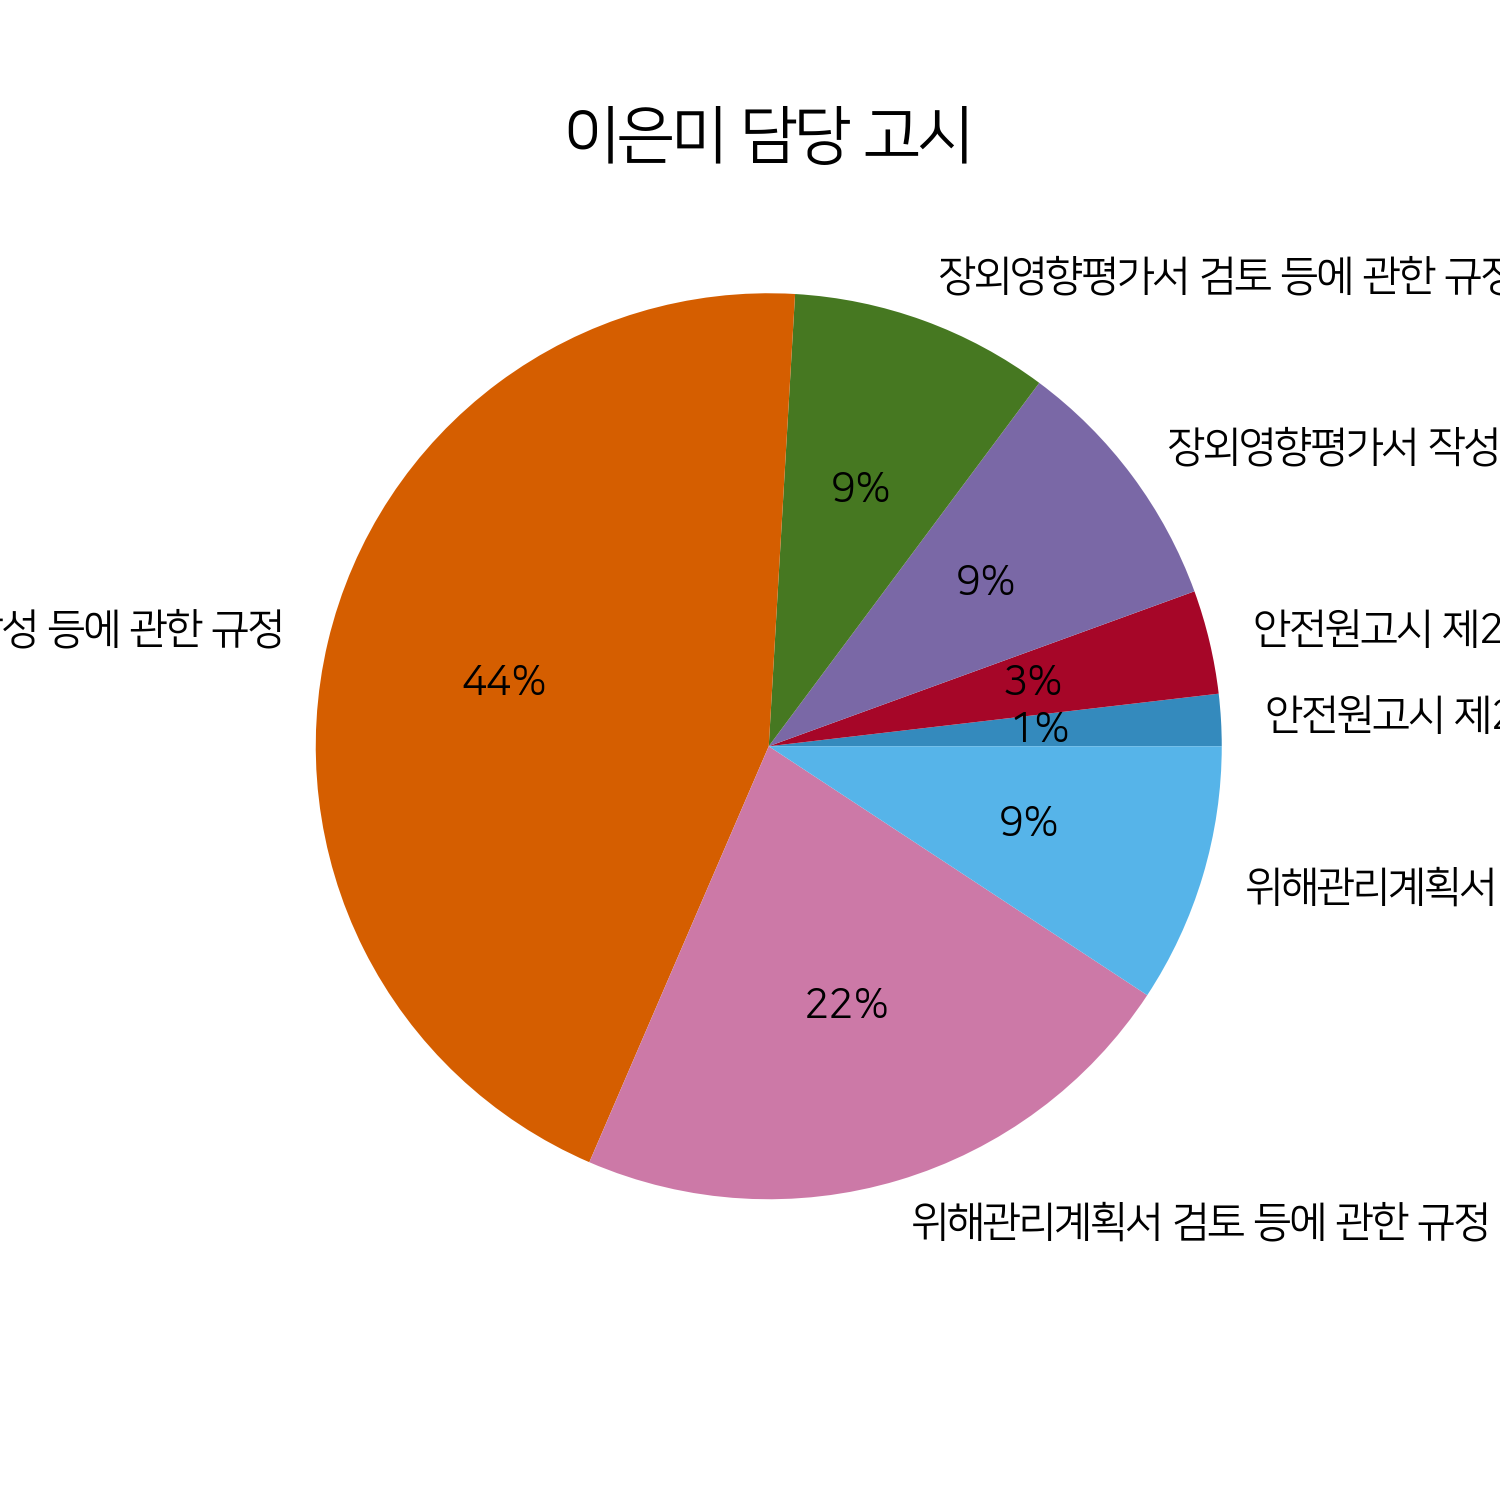 이은미 담당 고시
장외영향평가서 검토 등에 관한 규정
장외영향평가서 작성
안전원고시 제2
안전원고시 제2
위해관리계획서
위해관리계획서 검토 등에 관한 규정
등에 관한 규정
9%
9%
3%
1%
44%
9%
22%